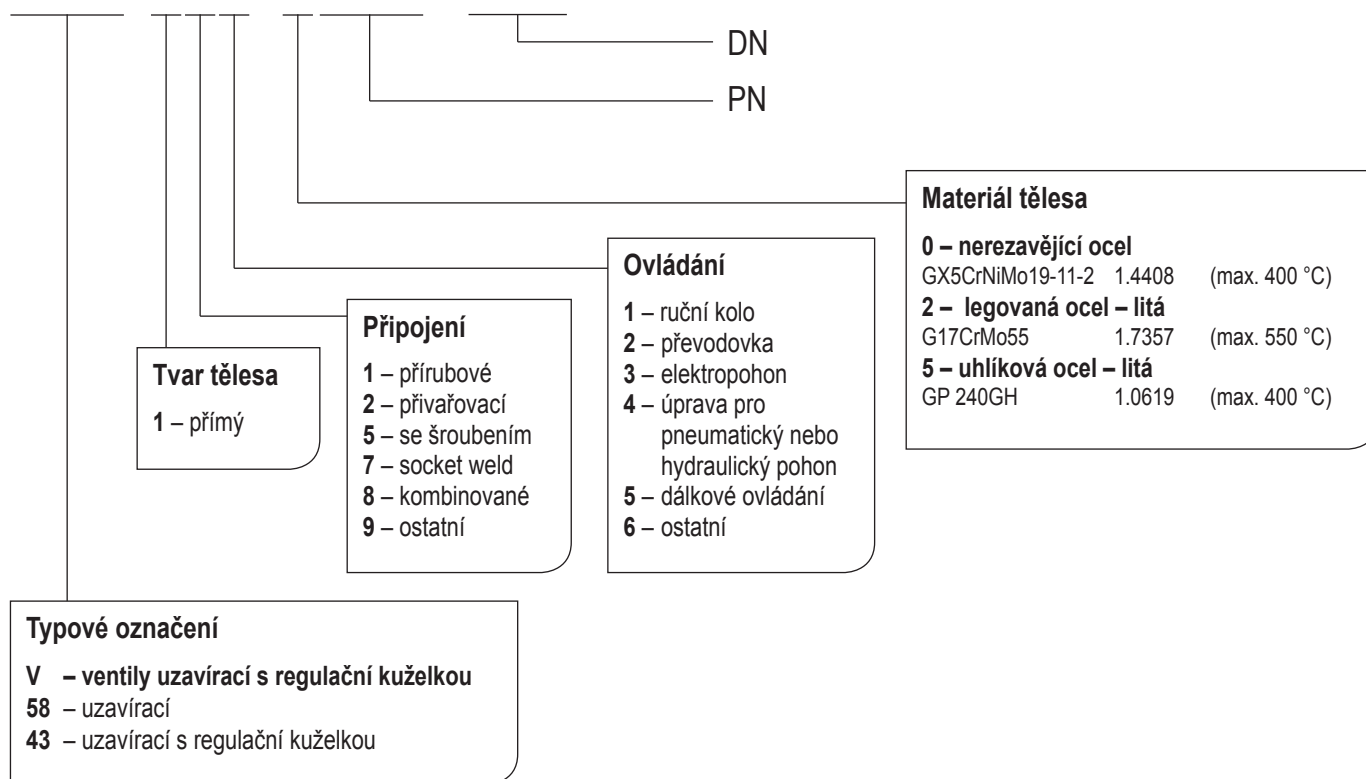 DN
PN
Materiál tělesa
0 – nerezavějící ocel
GX5CrNiMo19-11-2 1.4408 (max. 400 °C)
2 – legovaná ocel – litá
G17CrMo55 1.7357 (max. 550 °C)
5 – uhlíková ocel – litá
GP 240GH 1.0619 (max. 400 °C)
Ovládání
1 – ruční kolo
2 – převodovka
3 – elektropohon
4 – úprava pro
pneumatický nebo
hydraulický pohon
5 – dálkové ovládání
6 – ostatní
Připojení
1 – přírubové
2 – přivařovací
5 – se šroubením
7 – socket weld
8 – kombinované
9 – ostatní
Tvar tělesa
1 – přímý
Typové označení
V – ventily uzavírací s regulační kuželkou
58 – uzavírací
43 – uzavírací s regulační kuželkou